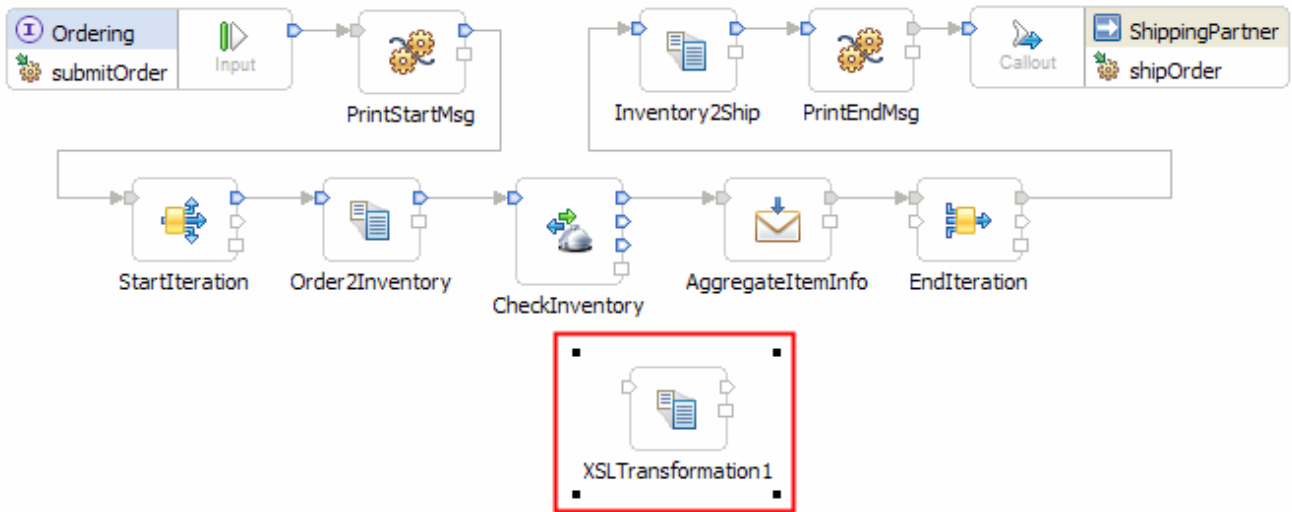 Ordering
submitOrder
Input
PrintStartMsg
Inventory2Ship
PrintEndMsg
Callout
ShippingPartner
shipOrder
StartIteration
Order2Inventory
CheckInventory
AggregateItemInfo
EndIteration
XSLTransformation1